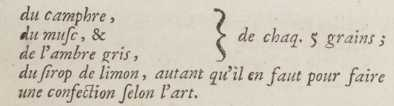 du camphre,
du musc, & } de chaq. 5 grains;
de l'ambre gris,
du sirop de limon, autant qu'il en faut pour faire
une confection selon l'art.